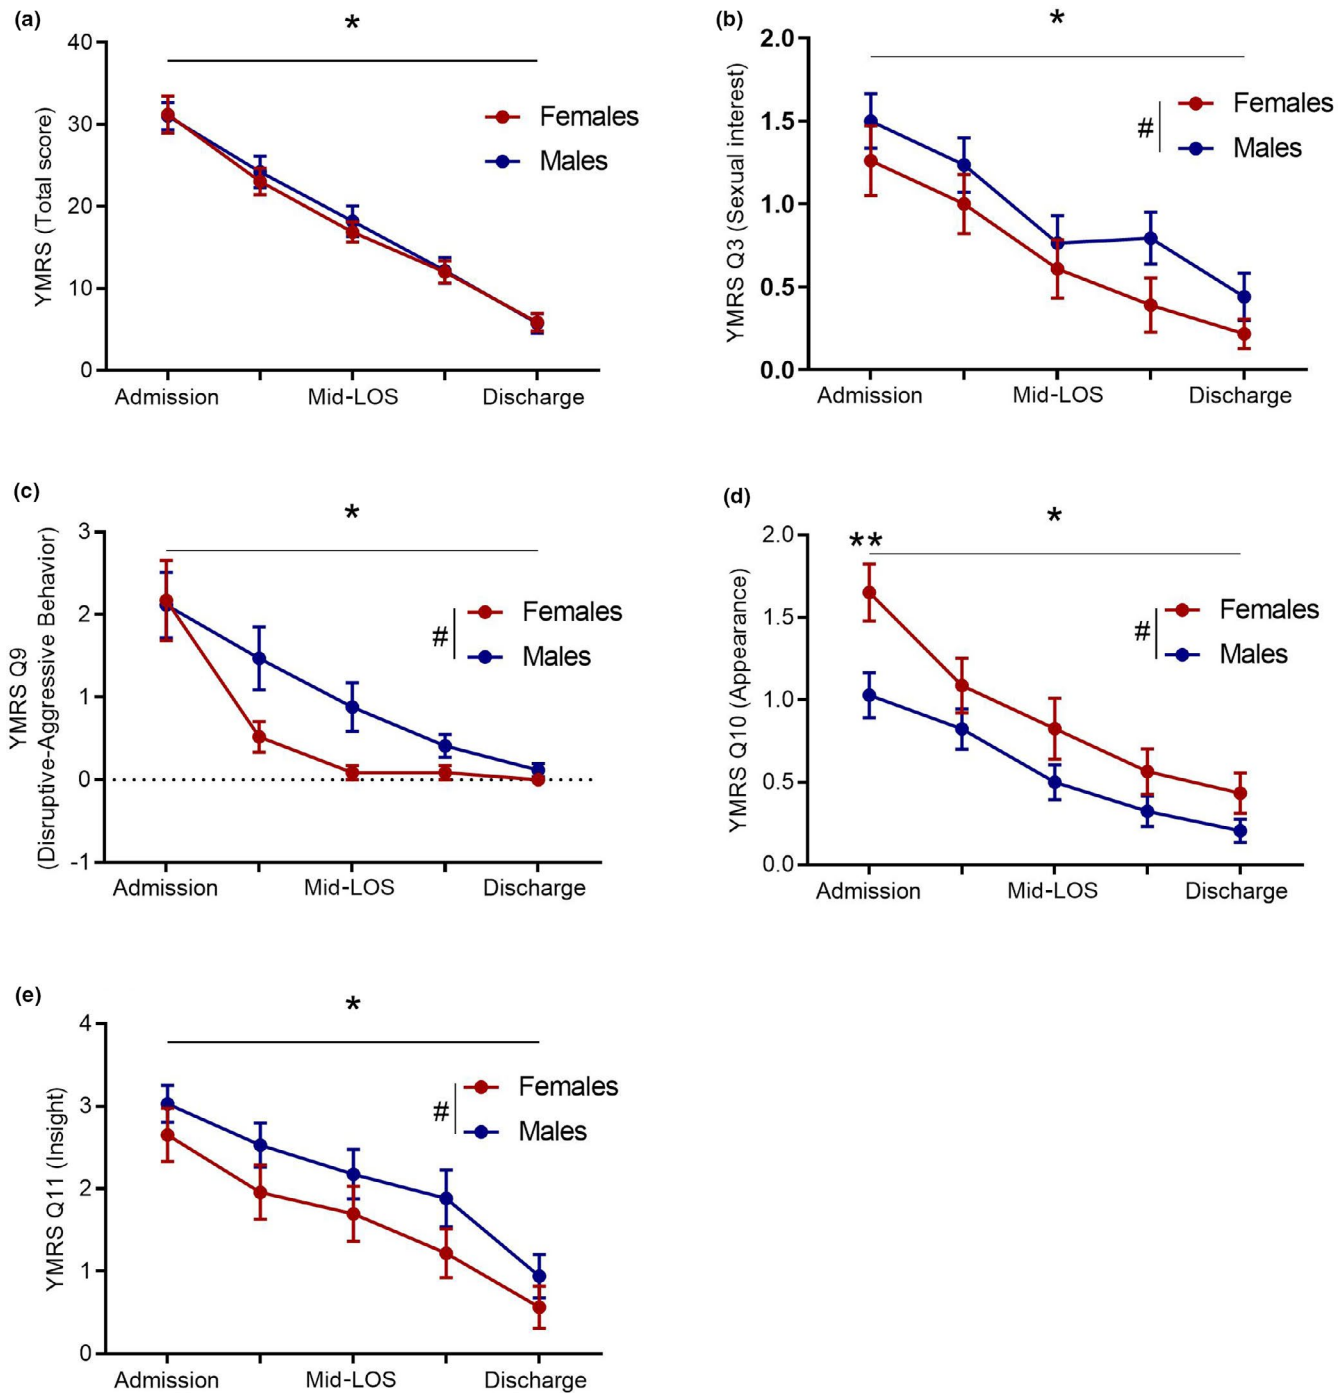 (a)
*
YMRS (Total score)
40
30
20
10
0
Females
Males
Admission
Mid-LOS
Discharge
(b)
*
YMRS Q3 (Sexual interest)
2.0
1.5
1.0
0.5
0.0
#
Females
Males
Admission
Mid-LOS
Discharge
(c)
*
YMRS Q9
(Disruptive-Aggressive Behavior)
3
2
1
0
-1
#
Females
Males
Admission
Mid-LOS
Discharge
(d)
*
**
YMRS Q10 (Appearance)
2.0
1.5
1.0
0.5
0.0
#
Females
Males
Admission
Mid-LOS
Discharge
(e)
*
YMRS Q11 (Insight)
4
3
2
1
0
#
Females
Males
Admission
Mid-LOS
Discharge